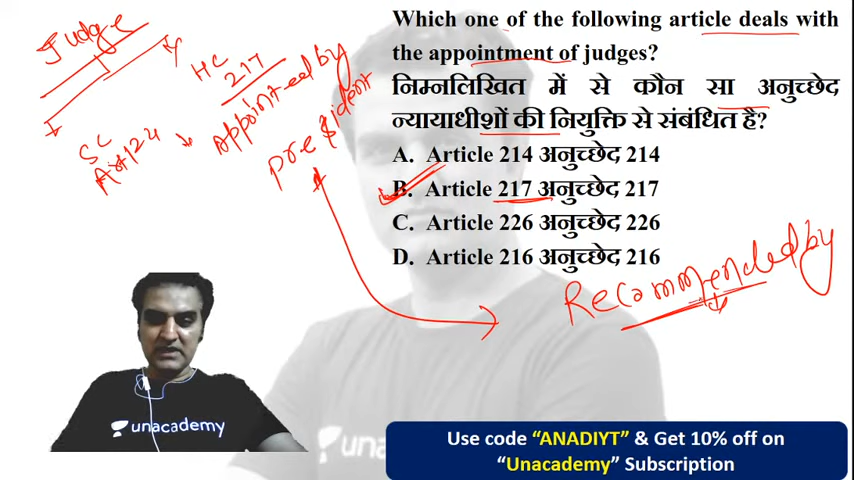 Which one of the following article deals with
the appointment of judges?
निम्नलिखित में से कौन सा अनुच्छेद
न्यायाधीशों की नियुक्ति से संबंधित है?
A. Article 214 अनुच्छेद 214
B. Article 217 अनुच्छेद 217
C. Article 226 अनुच्छेद 226
D. Article 216 अनुच्छेद 216
Judge
HC
217
SC
Art 124
Appointed by
president
Recommended by
unacademy
una
Use code “ANADIYT” & Get 10% off on
“Unacademy” Subscription